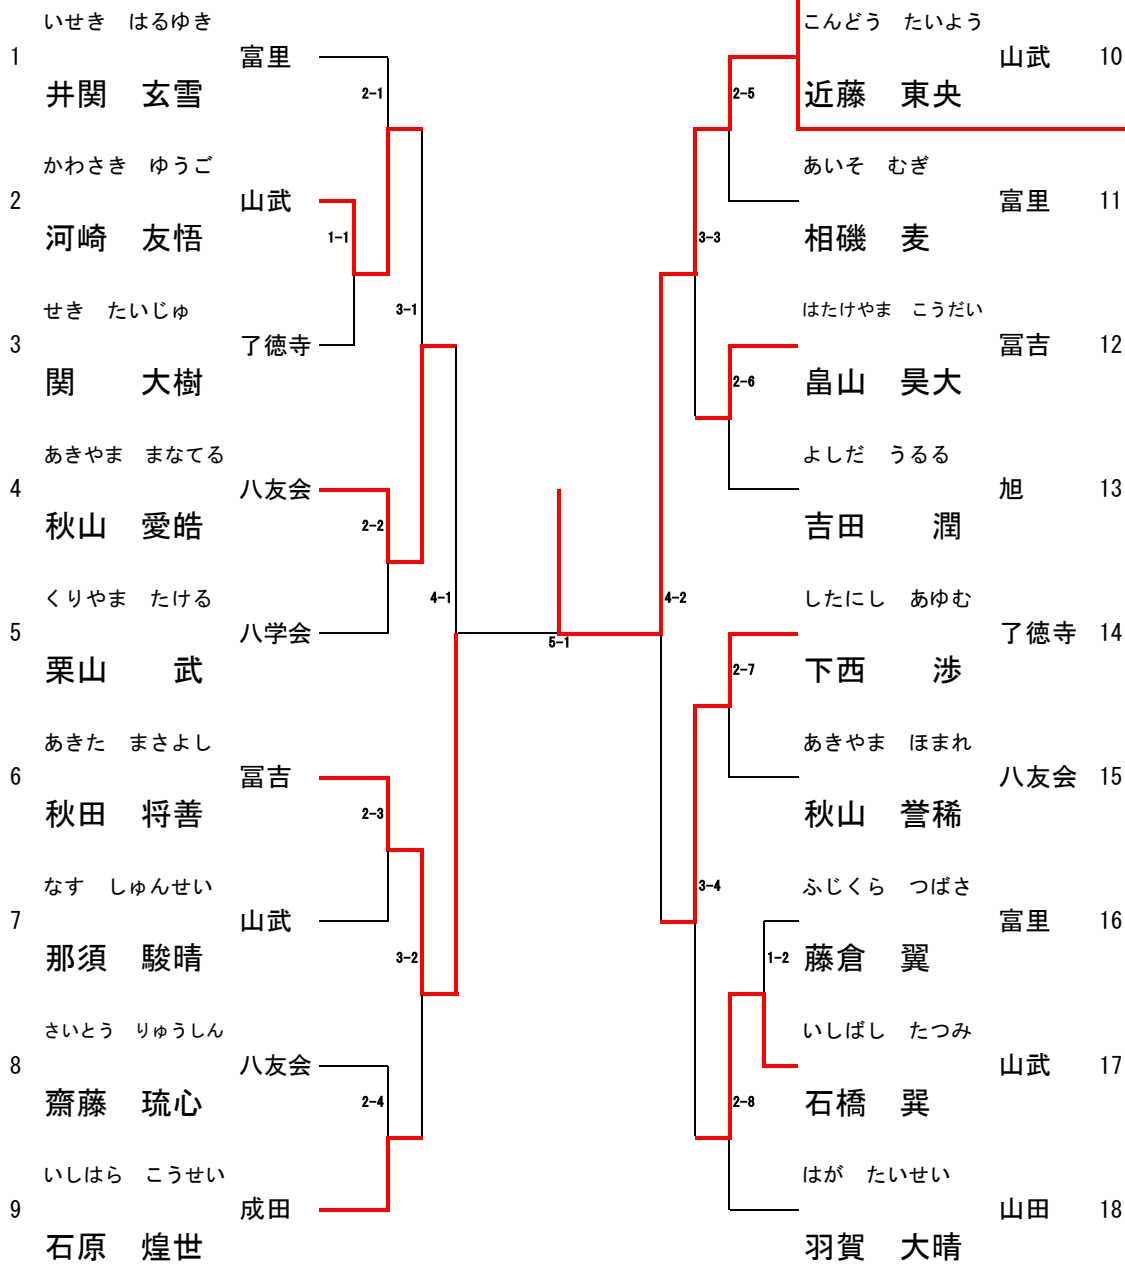 いせき　はるゆき
1 富里
井関　玄雪
2-1
かわさき　ゆうご
2 山武
河崎　友悟
1-1
せき　たいじゅ
3-1
3 了徳寺
関　　大樹
あきやま　まなてる
4 八友会
秋山　愛皓
2-2
くりやま　たける
4-1
5 八学会
栗山　　武
あきた　まさよし
6 冨吉
秋田　将善
2-3
なす　しゅんせい
7 山武
那須　駿晴
3-2
さいとう　りゅうしん
8 八友会
齋藤　琉心
2-4
いしはら　こうせい
9 成田
石原　煌世
5-1
こんどう　たいよう
山武 10
2-5
近藤　東央
あいそ　むぎ
富里 11
3-3
相磯　麦
はたけやま　こうだい
冨吉 12
2-6
畠山　昊大
よしだ　うるる
旭 13
吉田　　潤
4-2
したにし　あゆむ
了徳寺 14
2-7
下西　　渉
あきやま　ほまれ
八友会 15
秋山　誉稀
3-4
ふじくら　つばさ
富里 16
1-2
藤倉　翼
いしばし　たつみ
山武 17
2-8
石橋　巽
はが　たいせい
山田 18
羽賀　大晴